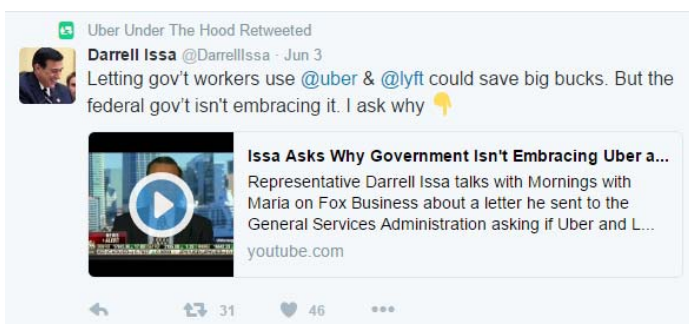 Uber Under The Hood Retweeted
Darrell Issa @DarrellIssa · Jun 3
Letting gov't workers use @uber & @lyft could save big bucks. But the
federal gov't isn't embracing it. I ask why 👇
Issa Asks Why Government Isn't Embracing Uber a...
Representative Darrell Issa talks with Mornings with
Maria on Fox Business about a letter he sent to the
General Services Administration asking if Uber and L...
youtube.com
31 46